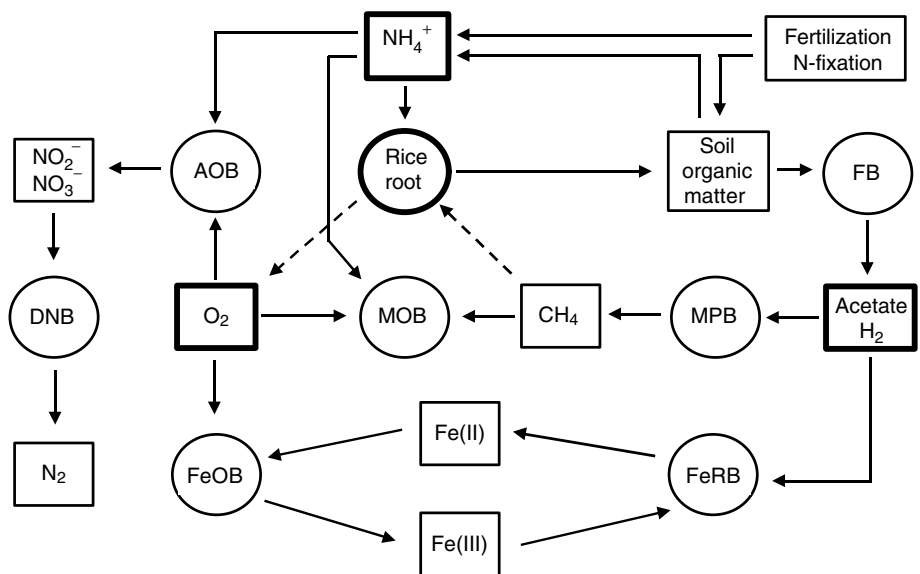 NH₄⁺
Fertilization
N-fixation
NO₂⁻
NO₃⁻
AOB
Rice
root
Soil
organic
matter
FB
DNB
O₂
MOB
CH₄
MPB
Acetate
H₂
N₂
FeOB
Fe(II)
FeRB
Fe(III)